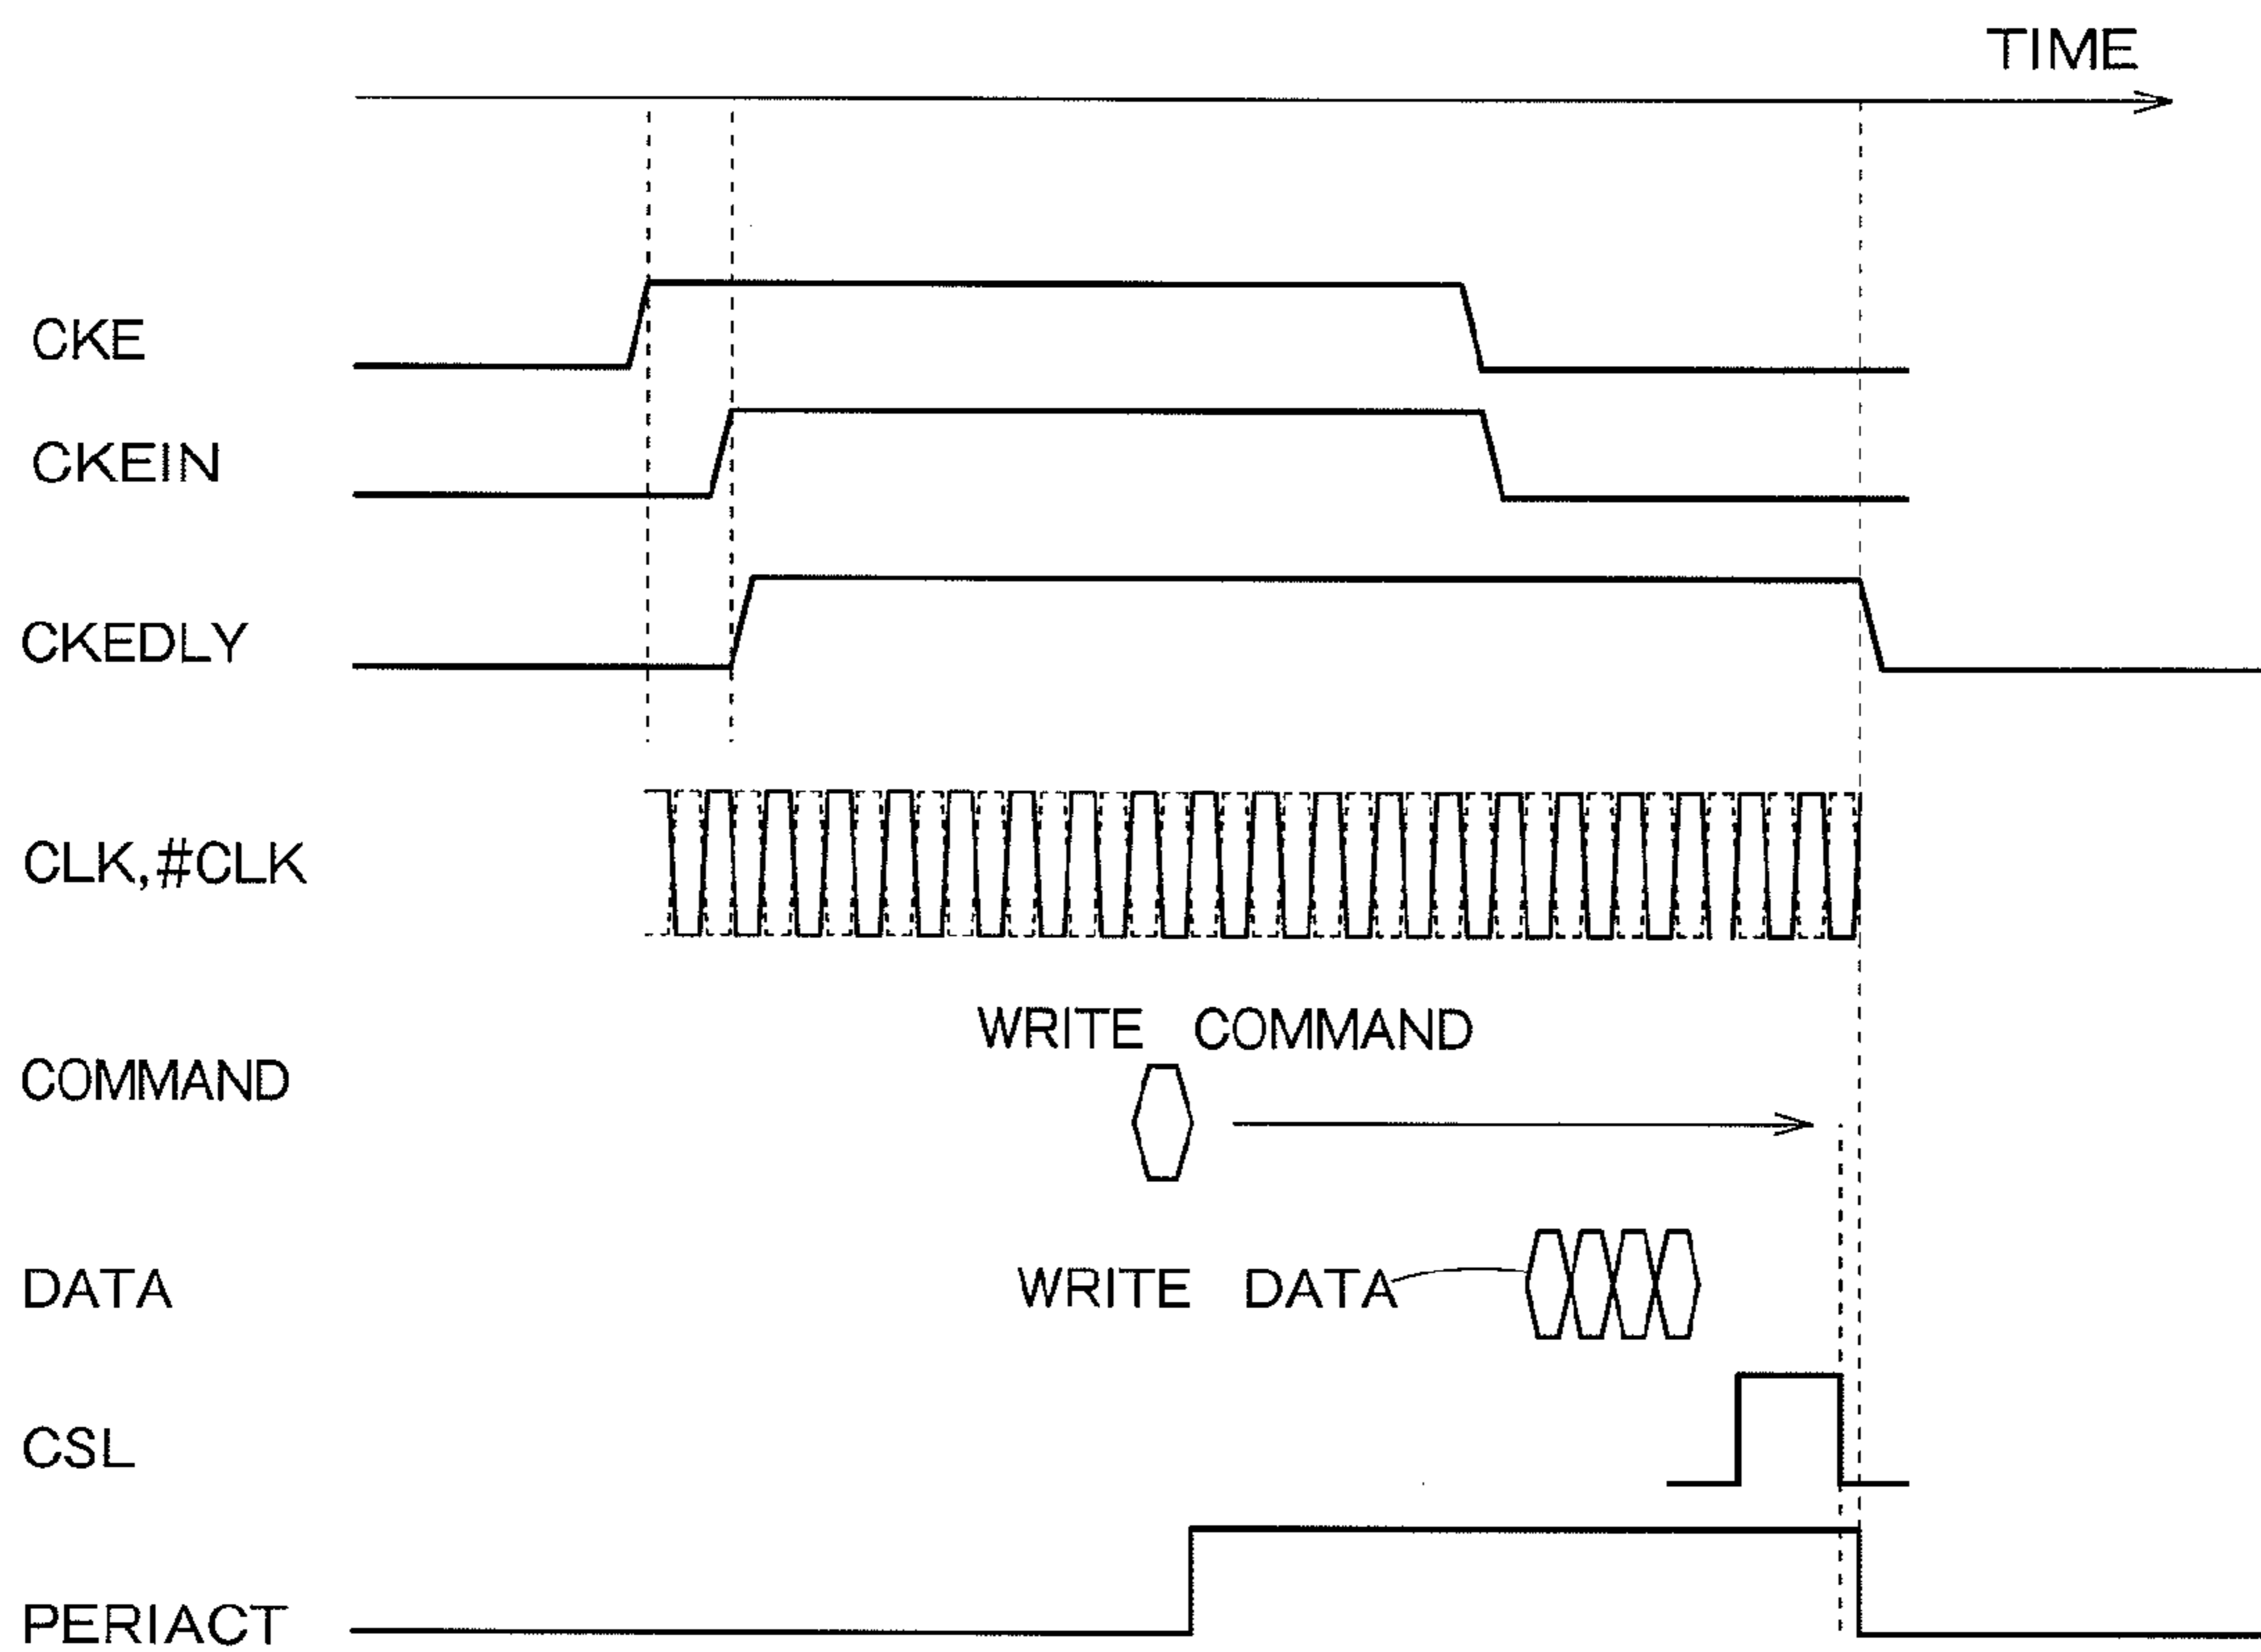 TIME
CKE
CKEIN
CKEDLY
CLK,#CLK
WRITE COMMAND
COMMAND
WRITE DATA
DATA
CSL
PERIACT